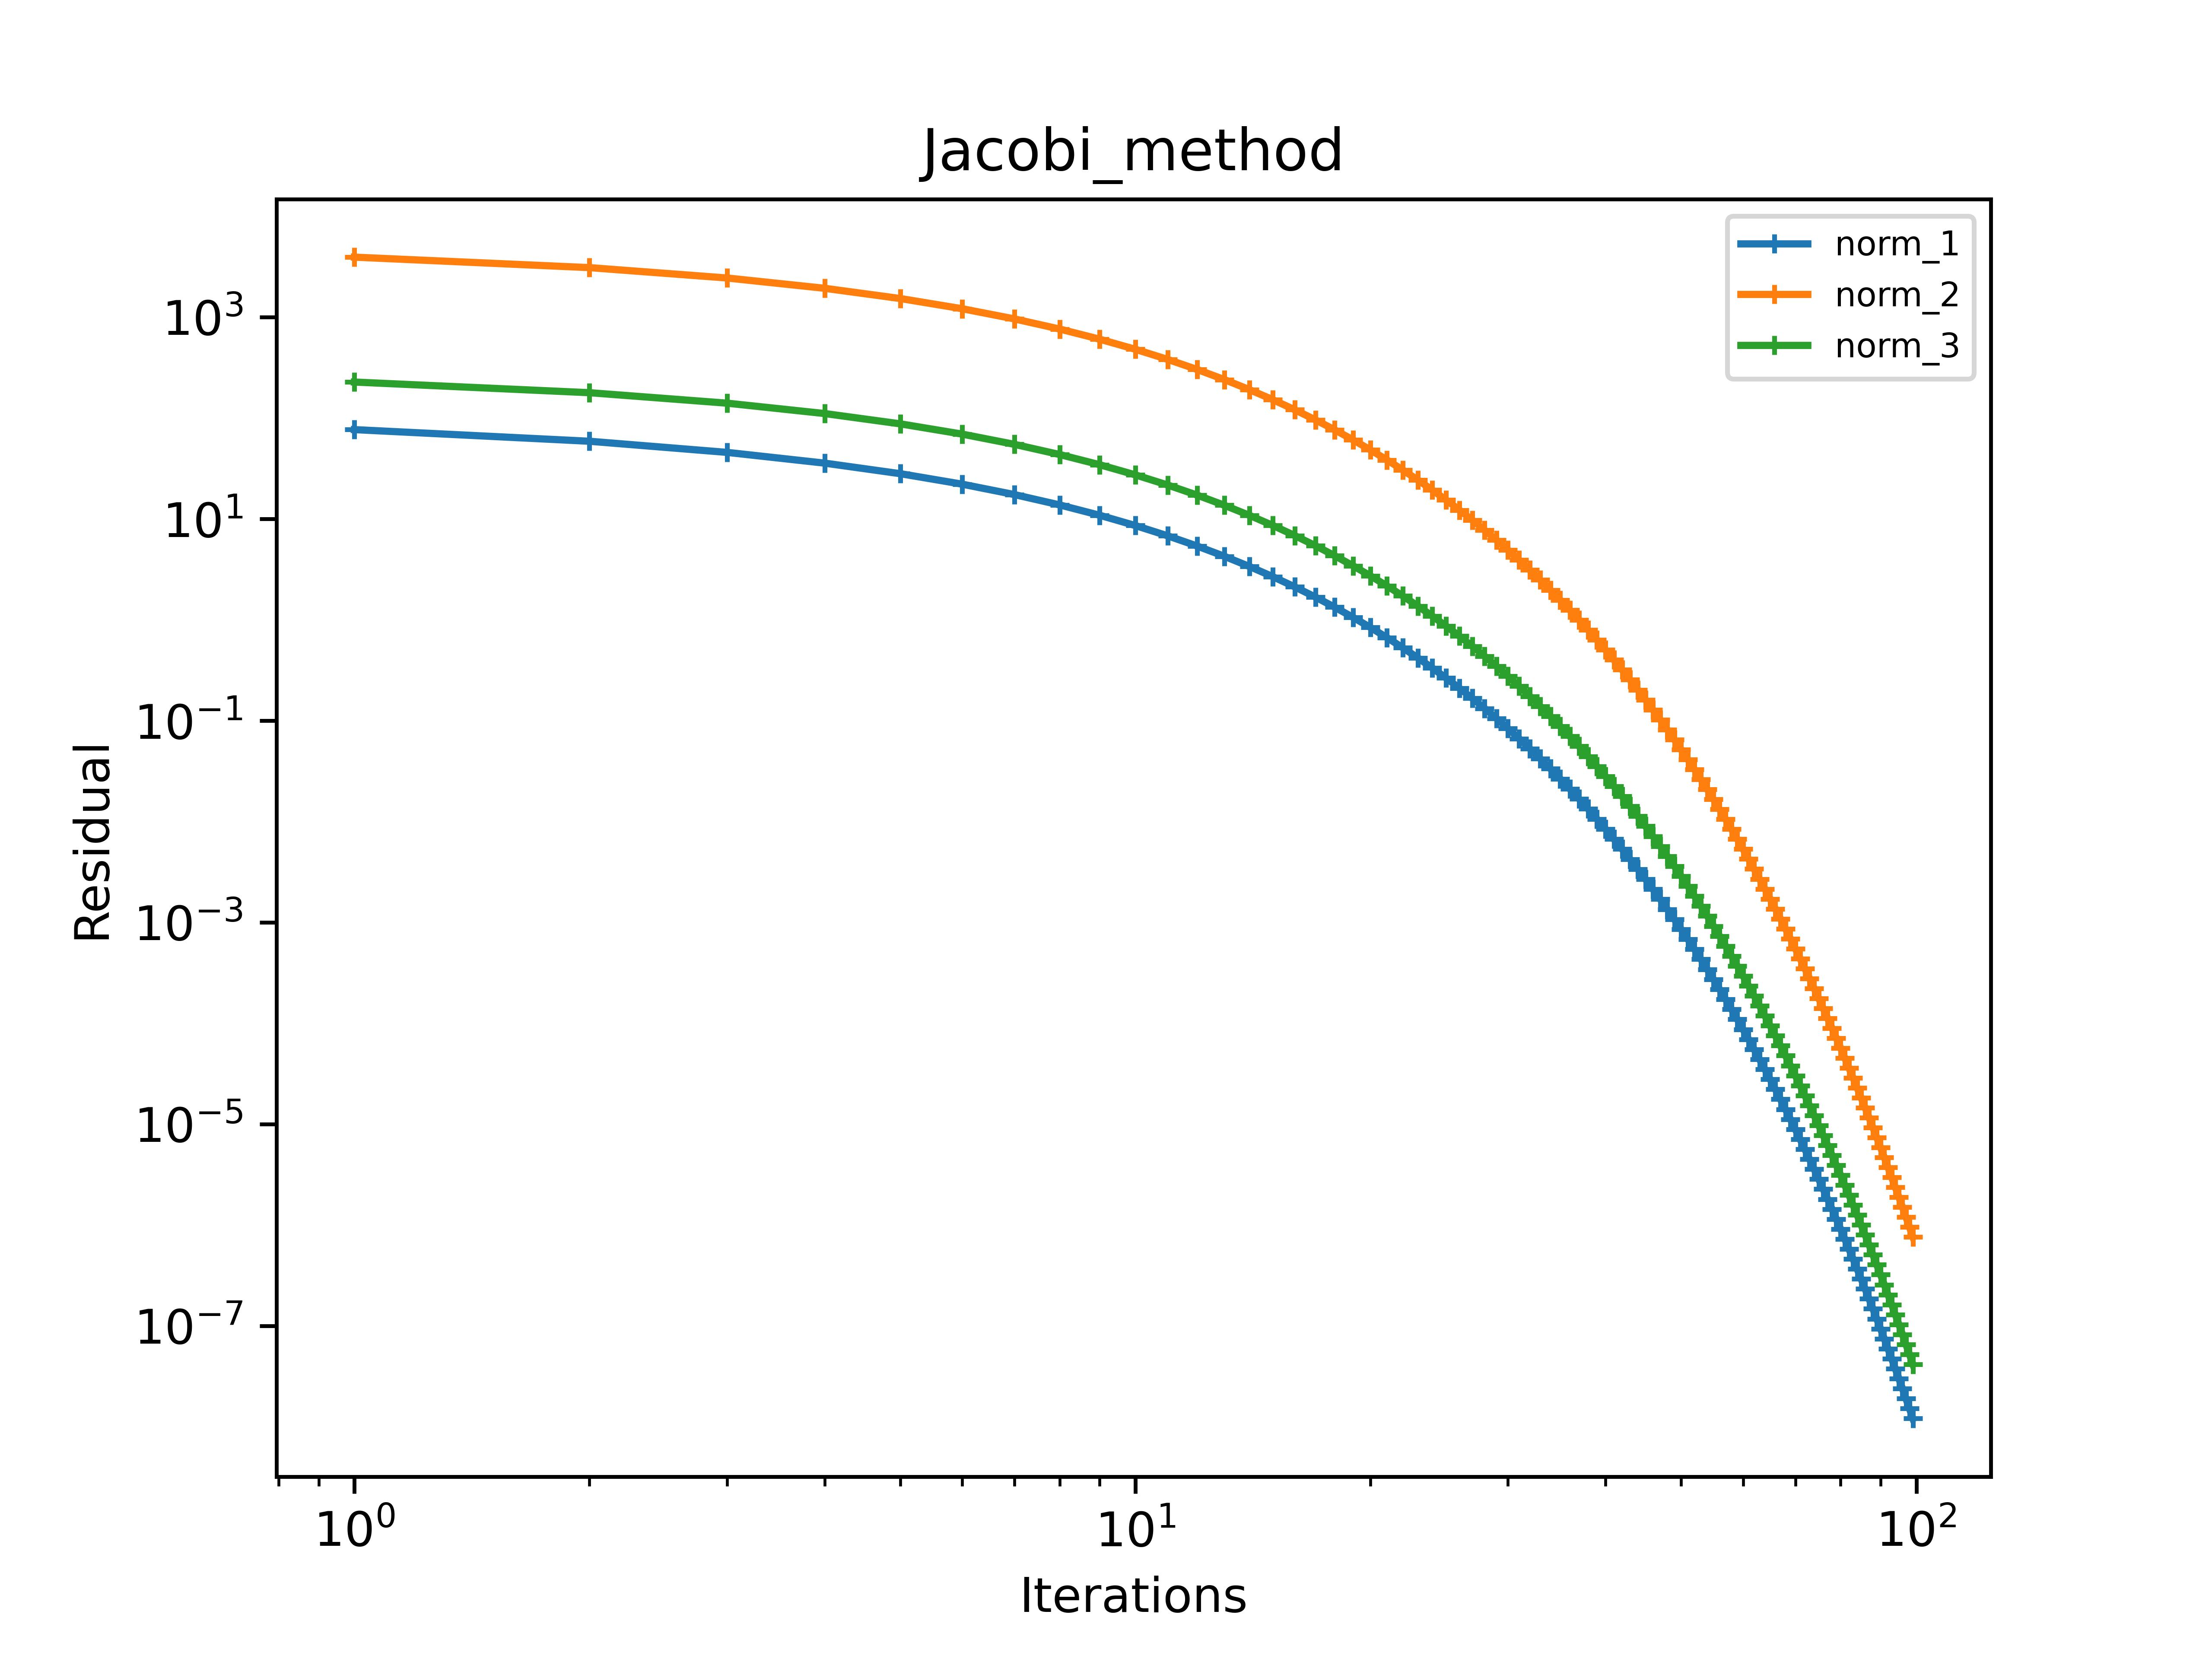 Jacobi_method
norm_1
norm_2
norm_3
10³
10¹
10⁻¹
10⁻³
10⁻⁵
10⁻⁷
Residual
10⁰ 10¹ 10²
Iterations